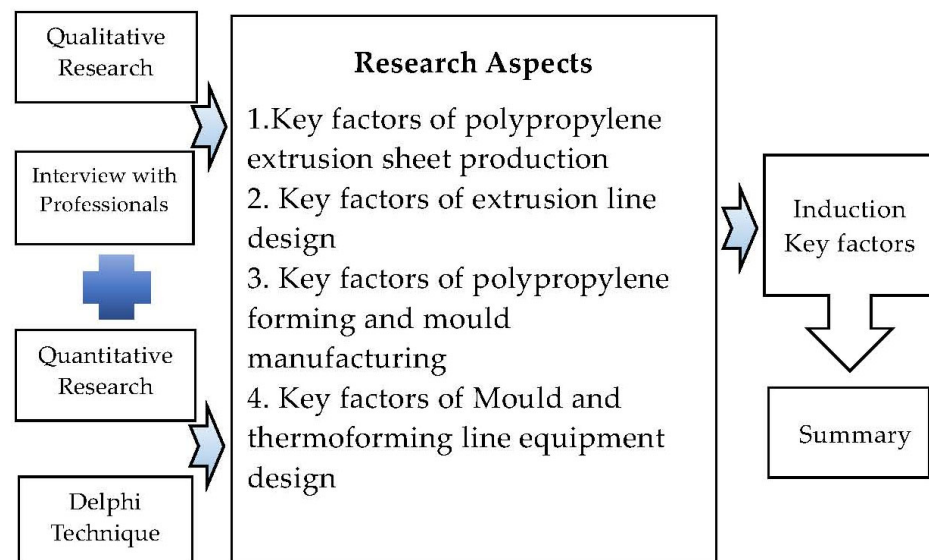 Qualitative
Research
Interview with
Professionals
Quantitative
Research
Delphi
Technique
Research Aspects
1.Key factors of polypropylene
extrusion sheet production
2. Key factors of extrusion line
design
3. Key factors of polypropylene
forming and mould
manufacturing
4. Key factors of Mould and
thermoforming line equipment
design
Induction
Key factors
Summary